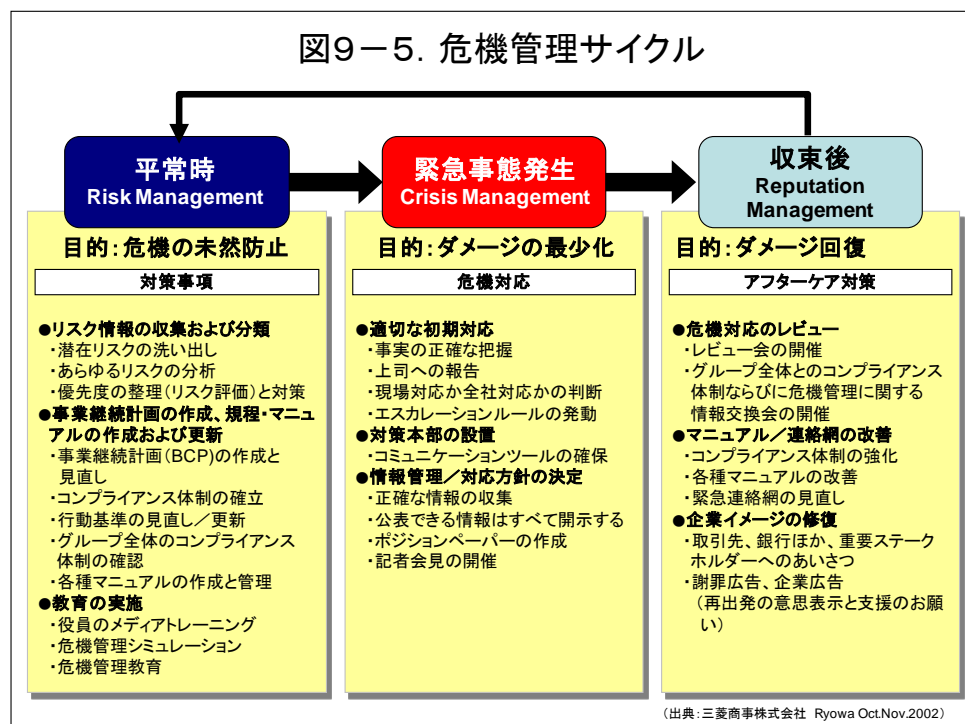 図9－5．危機管理サイクル
平常時
Risk Management
緊急事態発生
Crisis Management
収束後
Reputation
Management
目的：危機の未然防止
対策事項
●リスク情報の収集および分類
・潜在リスクの洗い出し
・あらゆるリスクの分析
・優先度の整理（リスク評価）と対策
●事業継続計画の作成、規程・マニュ
アルの作成および更新
・事業継続計画（BCP）の作成と
見直し
・コンプライアンス体制の確立
・行動基準の見直し／更新
・グループ全体のコンプライアンス
体制の確認
・各種マニュアルの作成と管理
●教育の実施
・役員のメディアトレーニング
・危機管理シミュレーション
・危機管理教育
目的：ダメージの最少化
危機対応
●適切な初期対応
・事実の正確な把握
・上司への報告
・現場対応か全社対応かの判断
・エスカレーションルールの発動
●対策本部の設置
・コミュニケーションツールの確保
●情報管理／対応方針の決定
・正確な情報の収集
・公表できる情報はすべて開示する
・ポジションペーパーの作成
・記者会見の開催
目的：ダメージ回復
アフターケア対策
●危機対応のレビュー
・レビュー会の開催
・グループ全体とのコンプライアンス
体制ならびに危機管理に関する
情報交換会の開催
●マニュアル／連絡網の改善
・コンプライアンス体制の強化
・各種マニュアルの改善
・緊急連絡網の見直し
●企業イメージの修復
・取引先、銀行ほか、重要ステーク
ホルダーへのあいさつ
・謝罪広告、企業広告
（再出発の意思表示と支援のお願
い）
（出典：三菱商事株式会社 Ryowa Oct.Nov.2002）